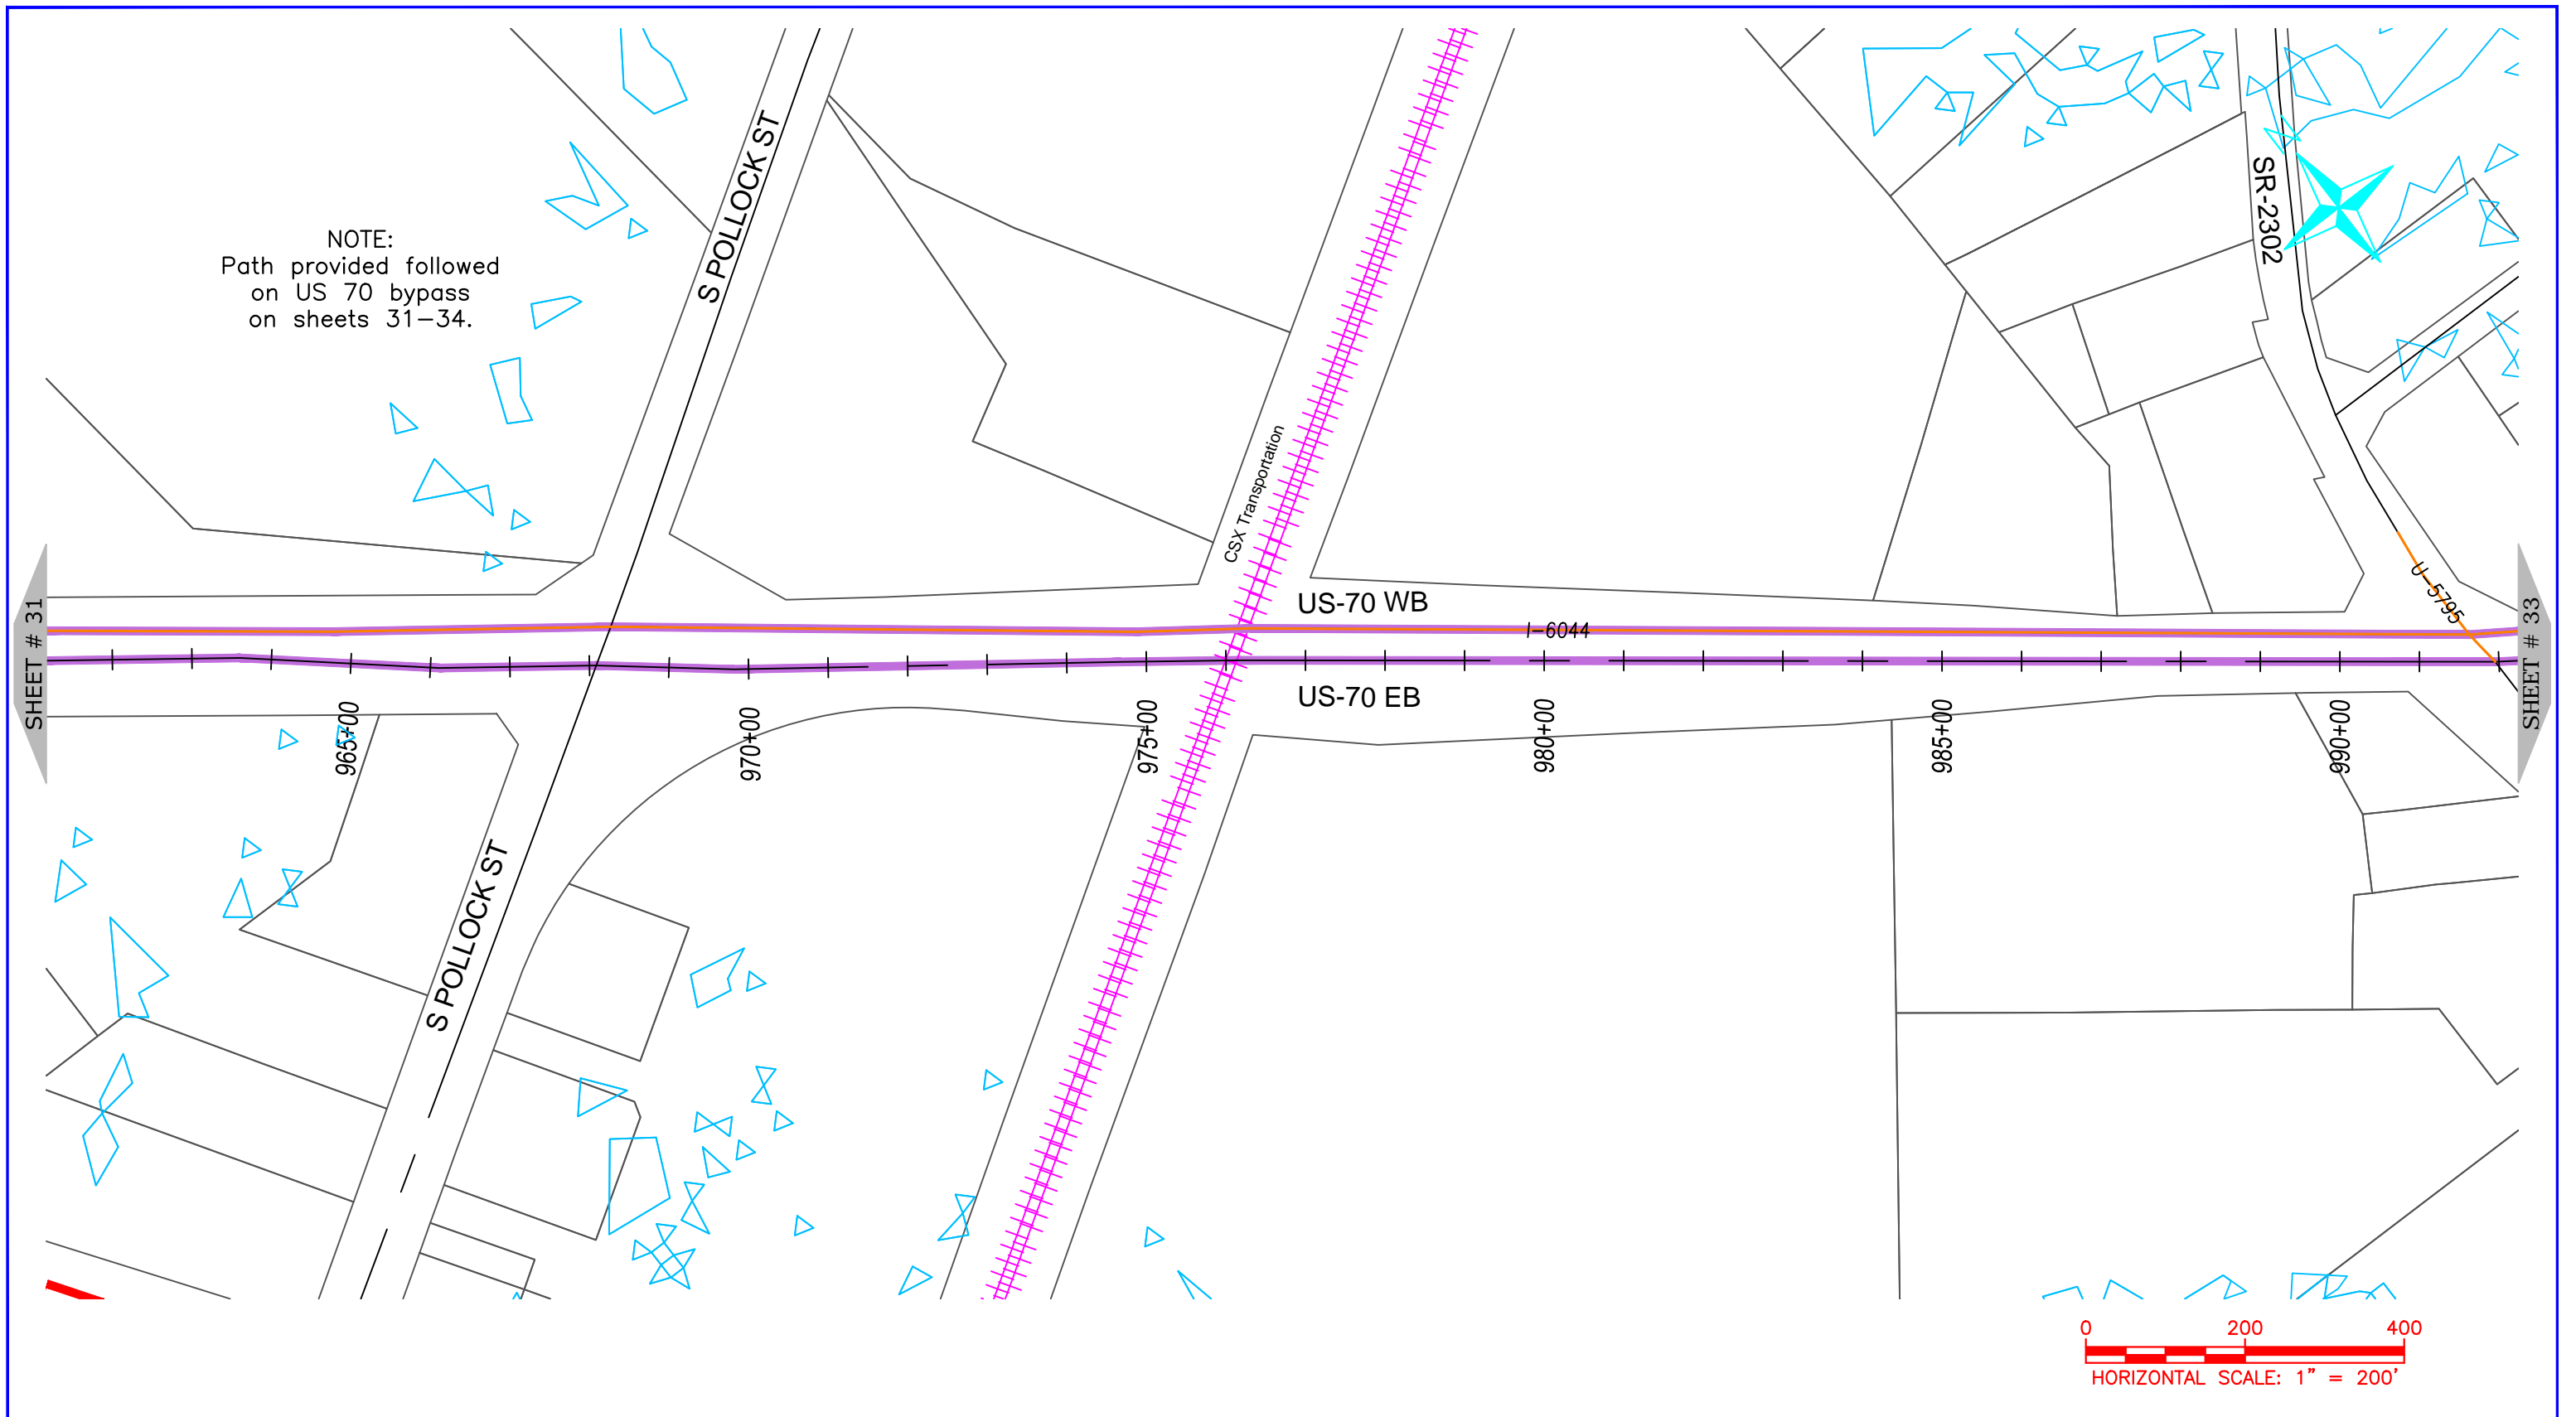 S POLLOCK ST
SR-2302
NOTE:
Path provided followed
on US 70 bypass
on sheets 31-34.
CSX Transportation
SHEET # 31
US-70 WB
I-6044
U-5795
SHEET # 33
US-70 EB
965+00
970+00
975+00
980+00
985+00
990+00
S POLLOCK ST
0 200 400
HORIZONTAL SCALE: 1" = 200'